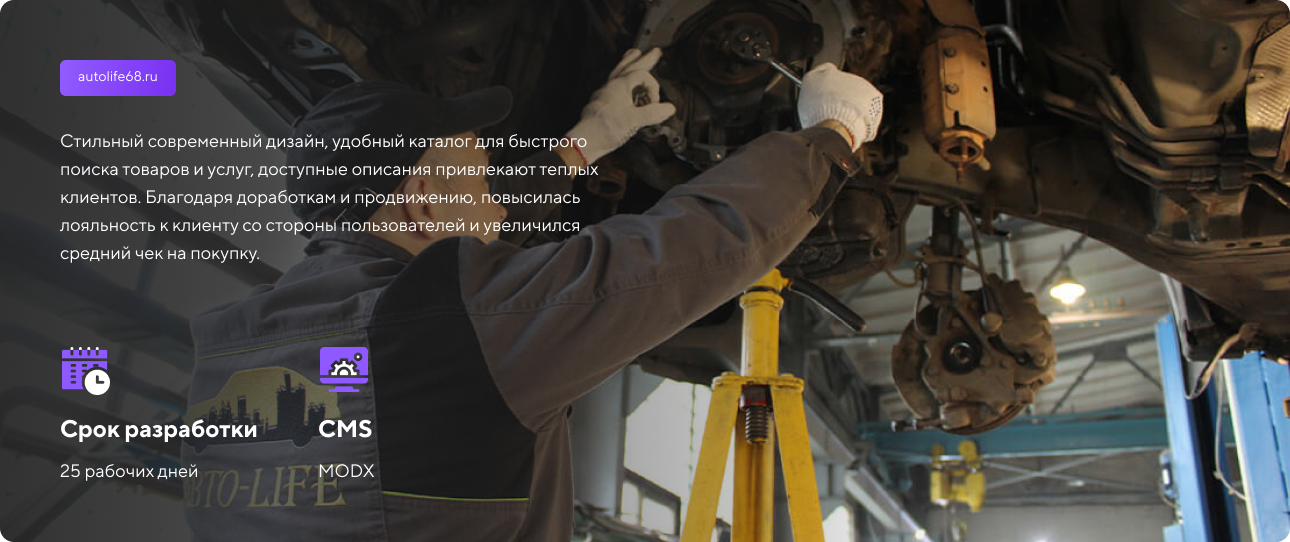 autolife68.ru
Стильный современный дизайн, удобный каталог для быстрого
поиска товаров и услуг, доступные описания привлекают теплых
клиентов. Благодаря доработкам и продвижению, повысилась
лояльность к клиенту со стороны пользователей и увеличился
средний чек на покупку.
Срок разработки
CMS
25 рабочих дней
MODX
ВТО-LIFE